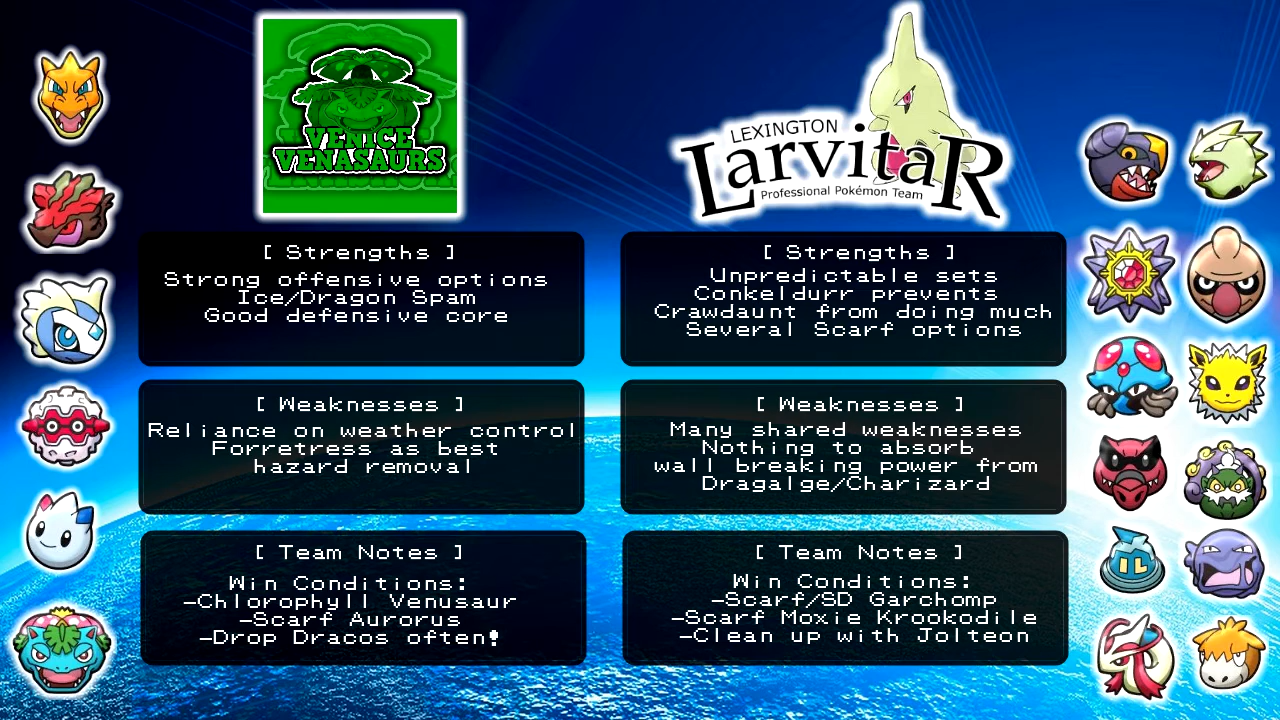 VENICE
VENASAURS
LEXINGTON
LarvitaR
Professional Pokémon Team
[ Strengths ]
Strong offensive options
Ice/Dragon Spam
Good defensive core
[ Strengths ]
Unpredictable sets
Conkeldurr prevents
Crawdaunt from doing much
Several Scarf options
[ Weaknesses ]
Reliance on weather control
Forretress as best
hazard removal
[ Weaknesses ]
Many shared weaknesses
Nothing to absorb
wall breaking power from
Dragalge/Charizard
[ Team Notes ]
Win Conditions:
-Chlorophyll Venusaur
-Scarf Aurorus
-Drop Dracos often!
[ Team Notes ]
Win Conditions:
-Scarf/SD Garchomp
-Scarf Moxie Krookodile
-Clean up with Jolteon